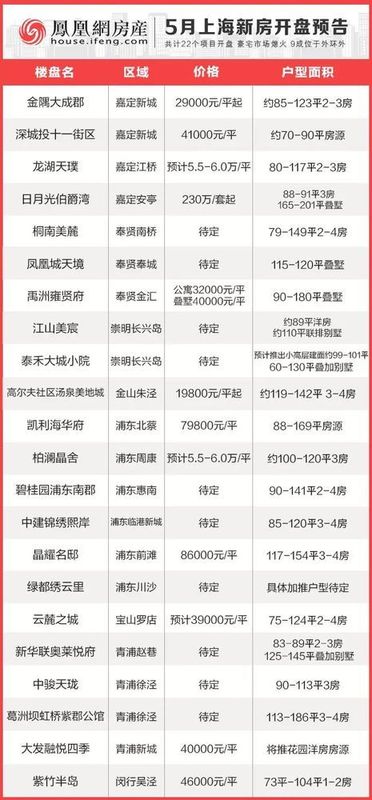 鳳凰網房産
house.ifeng.com
5月上海新房开盘预告
共计22个项目开盘 豪宅市场熄火 9成位于外环外
楼盘名 区域 价格 户型面积
金隅大成郡 嘉定新城 29000元/平起 约85-123平2-3房
深城投十一街区 嘉定新城 41000元/平 约70-90平房源
龙湖天璞 嘉定江桥 预计5.5-6.0万/平 80-117平2-3房
日月光伯爵湾 嘉定安亭 230万/套起 88-91平3房
165-201平叠墅
桐南美麓 奉贤南桥 待定 79-149平2-4房
凤凰城天境 奉贤奉城 待定 115-120平叠墅
禹洲雍贤府 奉贤金汇 公寓32000元/平
叠墅40000元/平 90-180平叠墅
江山美宸 崇明长兴岛 待定 约89平洋房
约110平联排别墅
泰禾大城小院 崇明长兴岛 待定 预计推出小高层建面约99-101平
60-130平叠加别墅
高尔夫社区汤泉美地城 金山朱泾 19800元/平起 约119-142平 3-4房
凯利海华府 浦东北蔡 79800元/平 88-169平房源
柏澜晶舍 浦东周康 预计5.5-6.0万/平 约100-120平3房
碧桂园浦东南郡 浦东惠南 待定 90-141平2-4房
中建锦绣熙岸 浦东临港新城 待定 85-120平3-4房
晶耀名邸 浦东前滩 86000元/平 117-154平3-4房
绿都绣云里 浦东川沙 待定 具体加推户型待定
云麓之城 宝山罗店 预计39000元/平 75-124平2-4房
新华联奥莱悦府 青浦赵巷 待定 83-89平2-3房
125-145平叠加别墅
中骏天珑 青浦徐泾 待定 90-113平3房
葛洲坝虹桥紫郡公馆 青浦徐泾 待定 113-186平3-4房
大发融悦四季 青浦新城 40000元/平 将推花园洋房房源
紫竹半岛 闵行吴泾 46000元/平 73平-104平1-2房